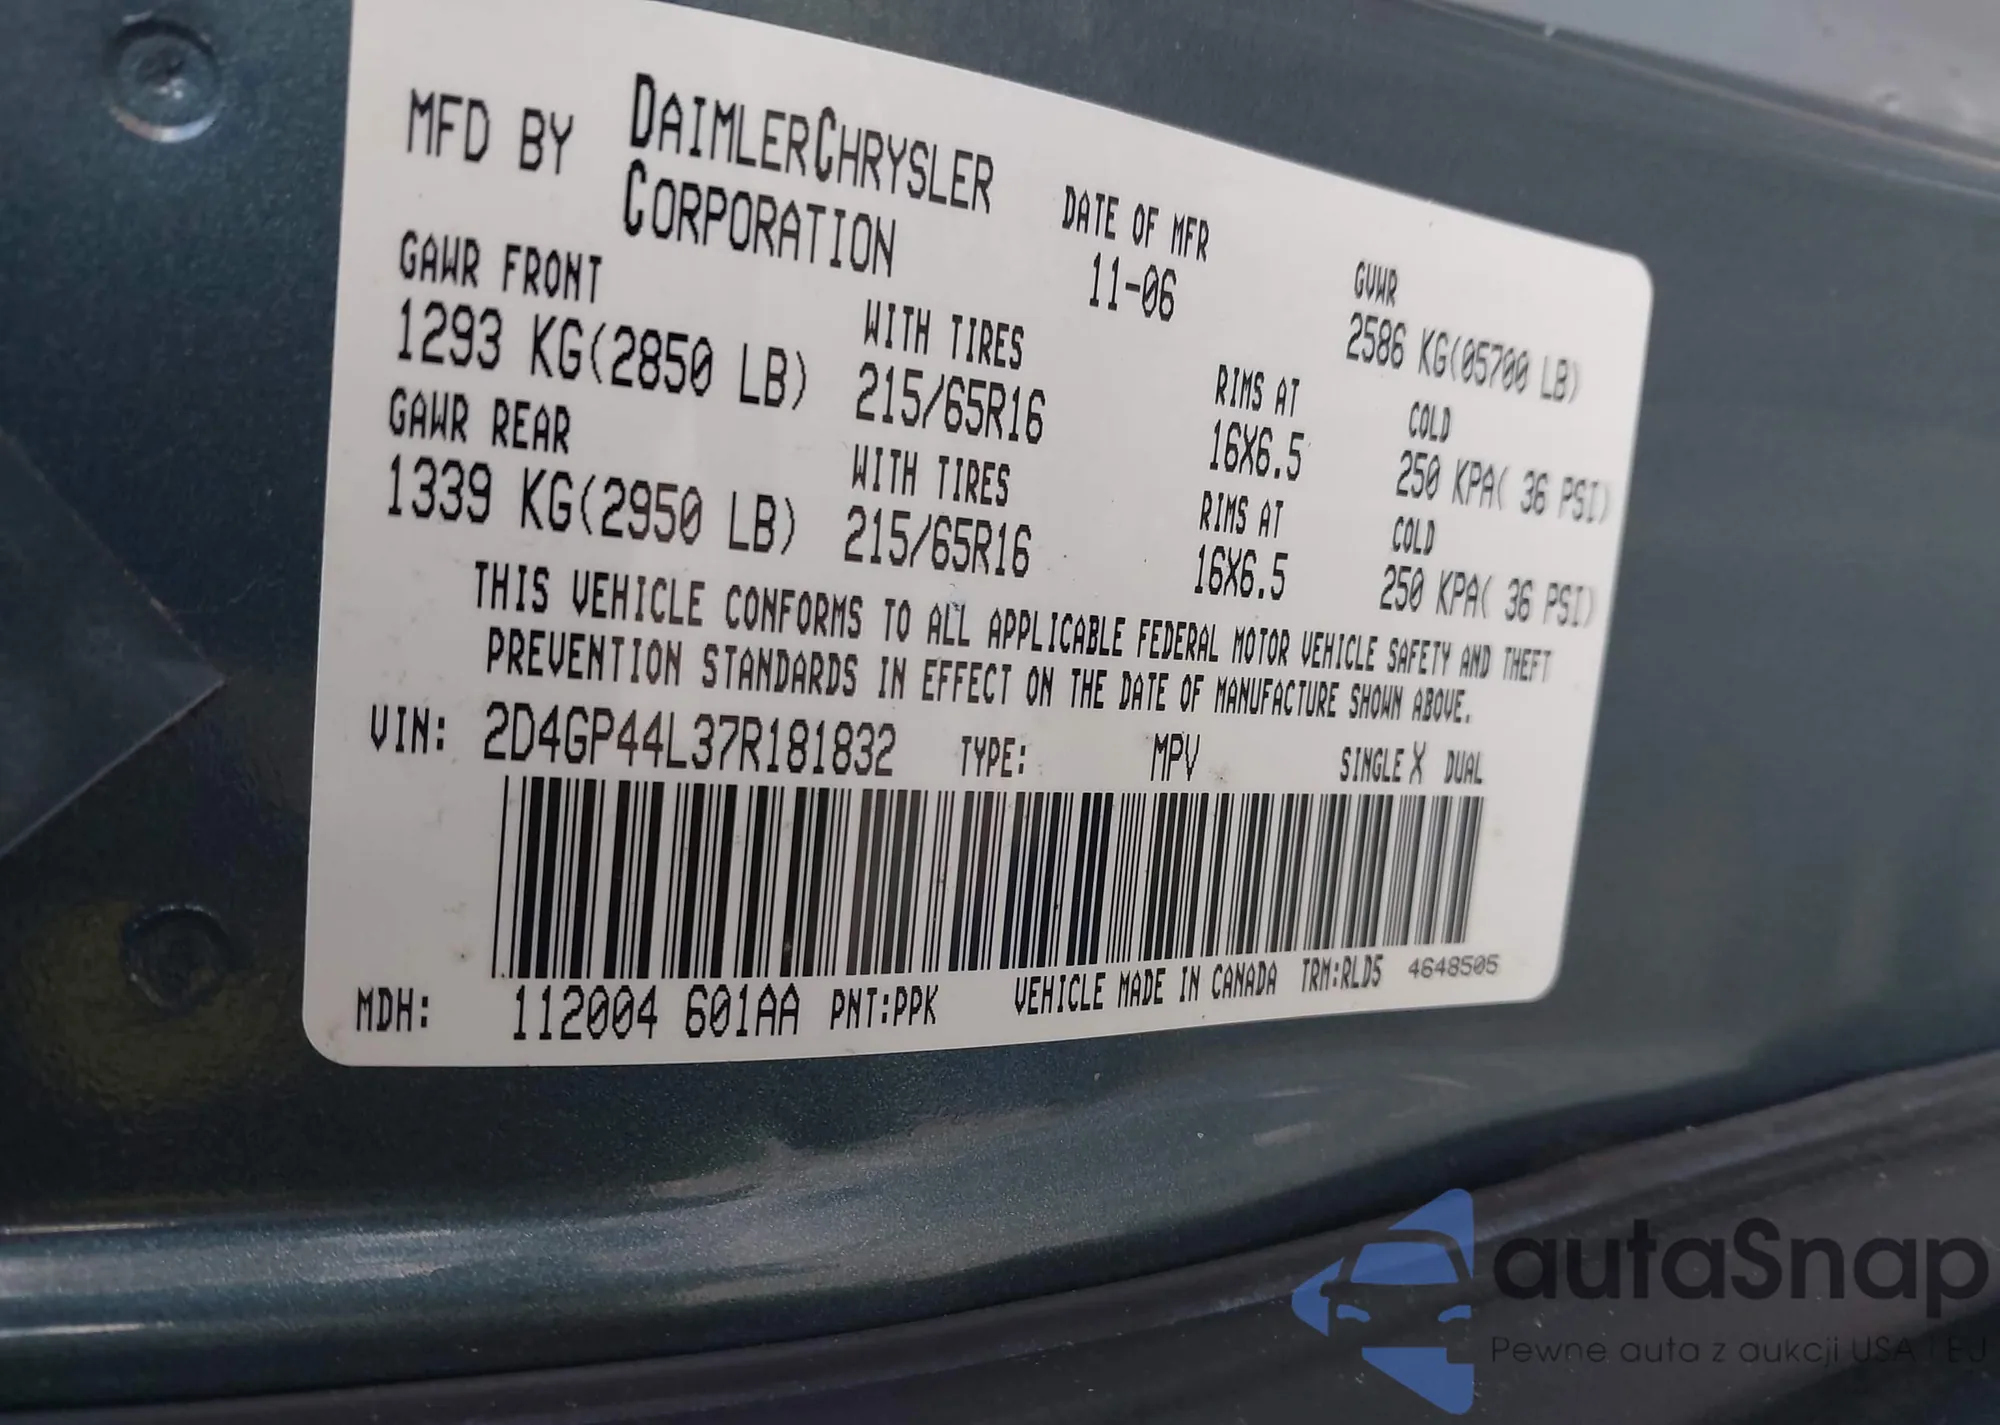 MFD BY DAIMLERCHRYSLER CORPORATION
DATE OF MFR 11-06
GVWR 2586 KG(05700 LB)
GAWR FRONT WITH TIRES RIMS AT COLD
1293 KG(2850 LB) 215/65R16 16X6.5 250 KPA( 36 PSI)
GAWR REAR WITH TIRES RIMS AT COLD
1339 KG(2950 LB) 215/65R16 16X6.5 250 KPA( 36 PSI)
THIS VEHICLE CONFORMS TO ALL APPLICABLE FEDERAL MOTOR VEHICLE SAFETY AND THEFT
PREVENTION STANDARDS IN EFFECT ON THE DATE OF MANUFACTURE SHOWN ABOVE.
VIN: 2D4GP44L37R181832 TYPE: MPV SINGLE X DUAL
MDH: 112004 601AA PNT:PPK VEHICLE MADE IN CANADA TRM:RLD5 4648505
autaSnap
Pewne auta z aukcji USA i EU